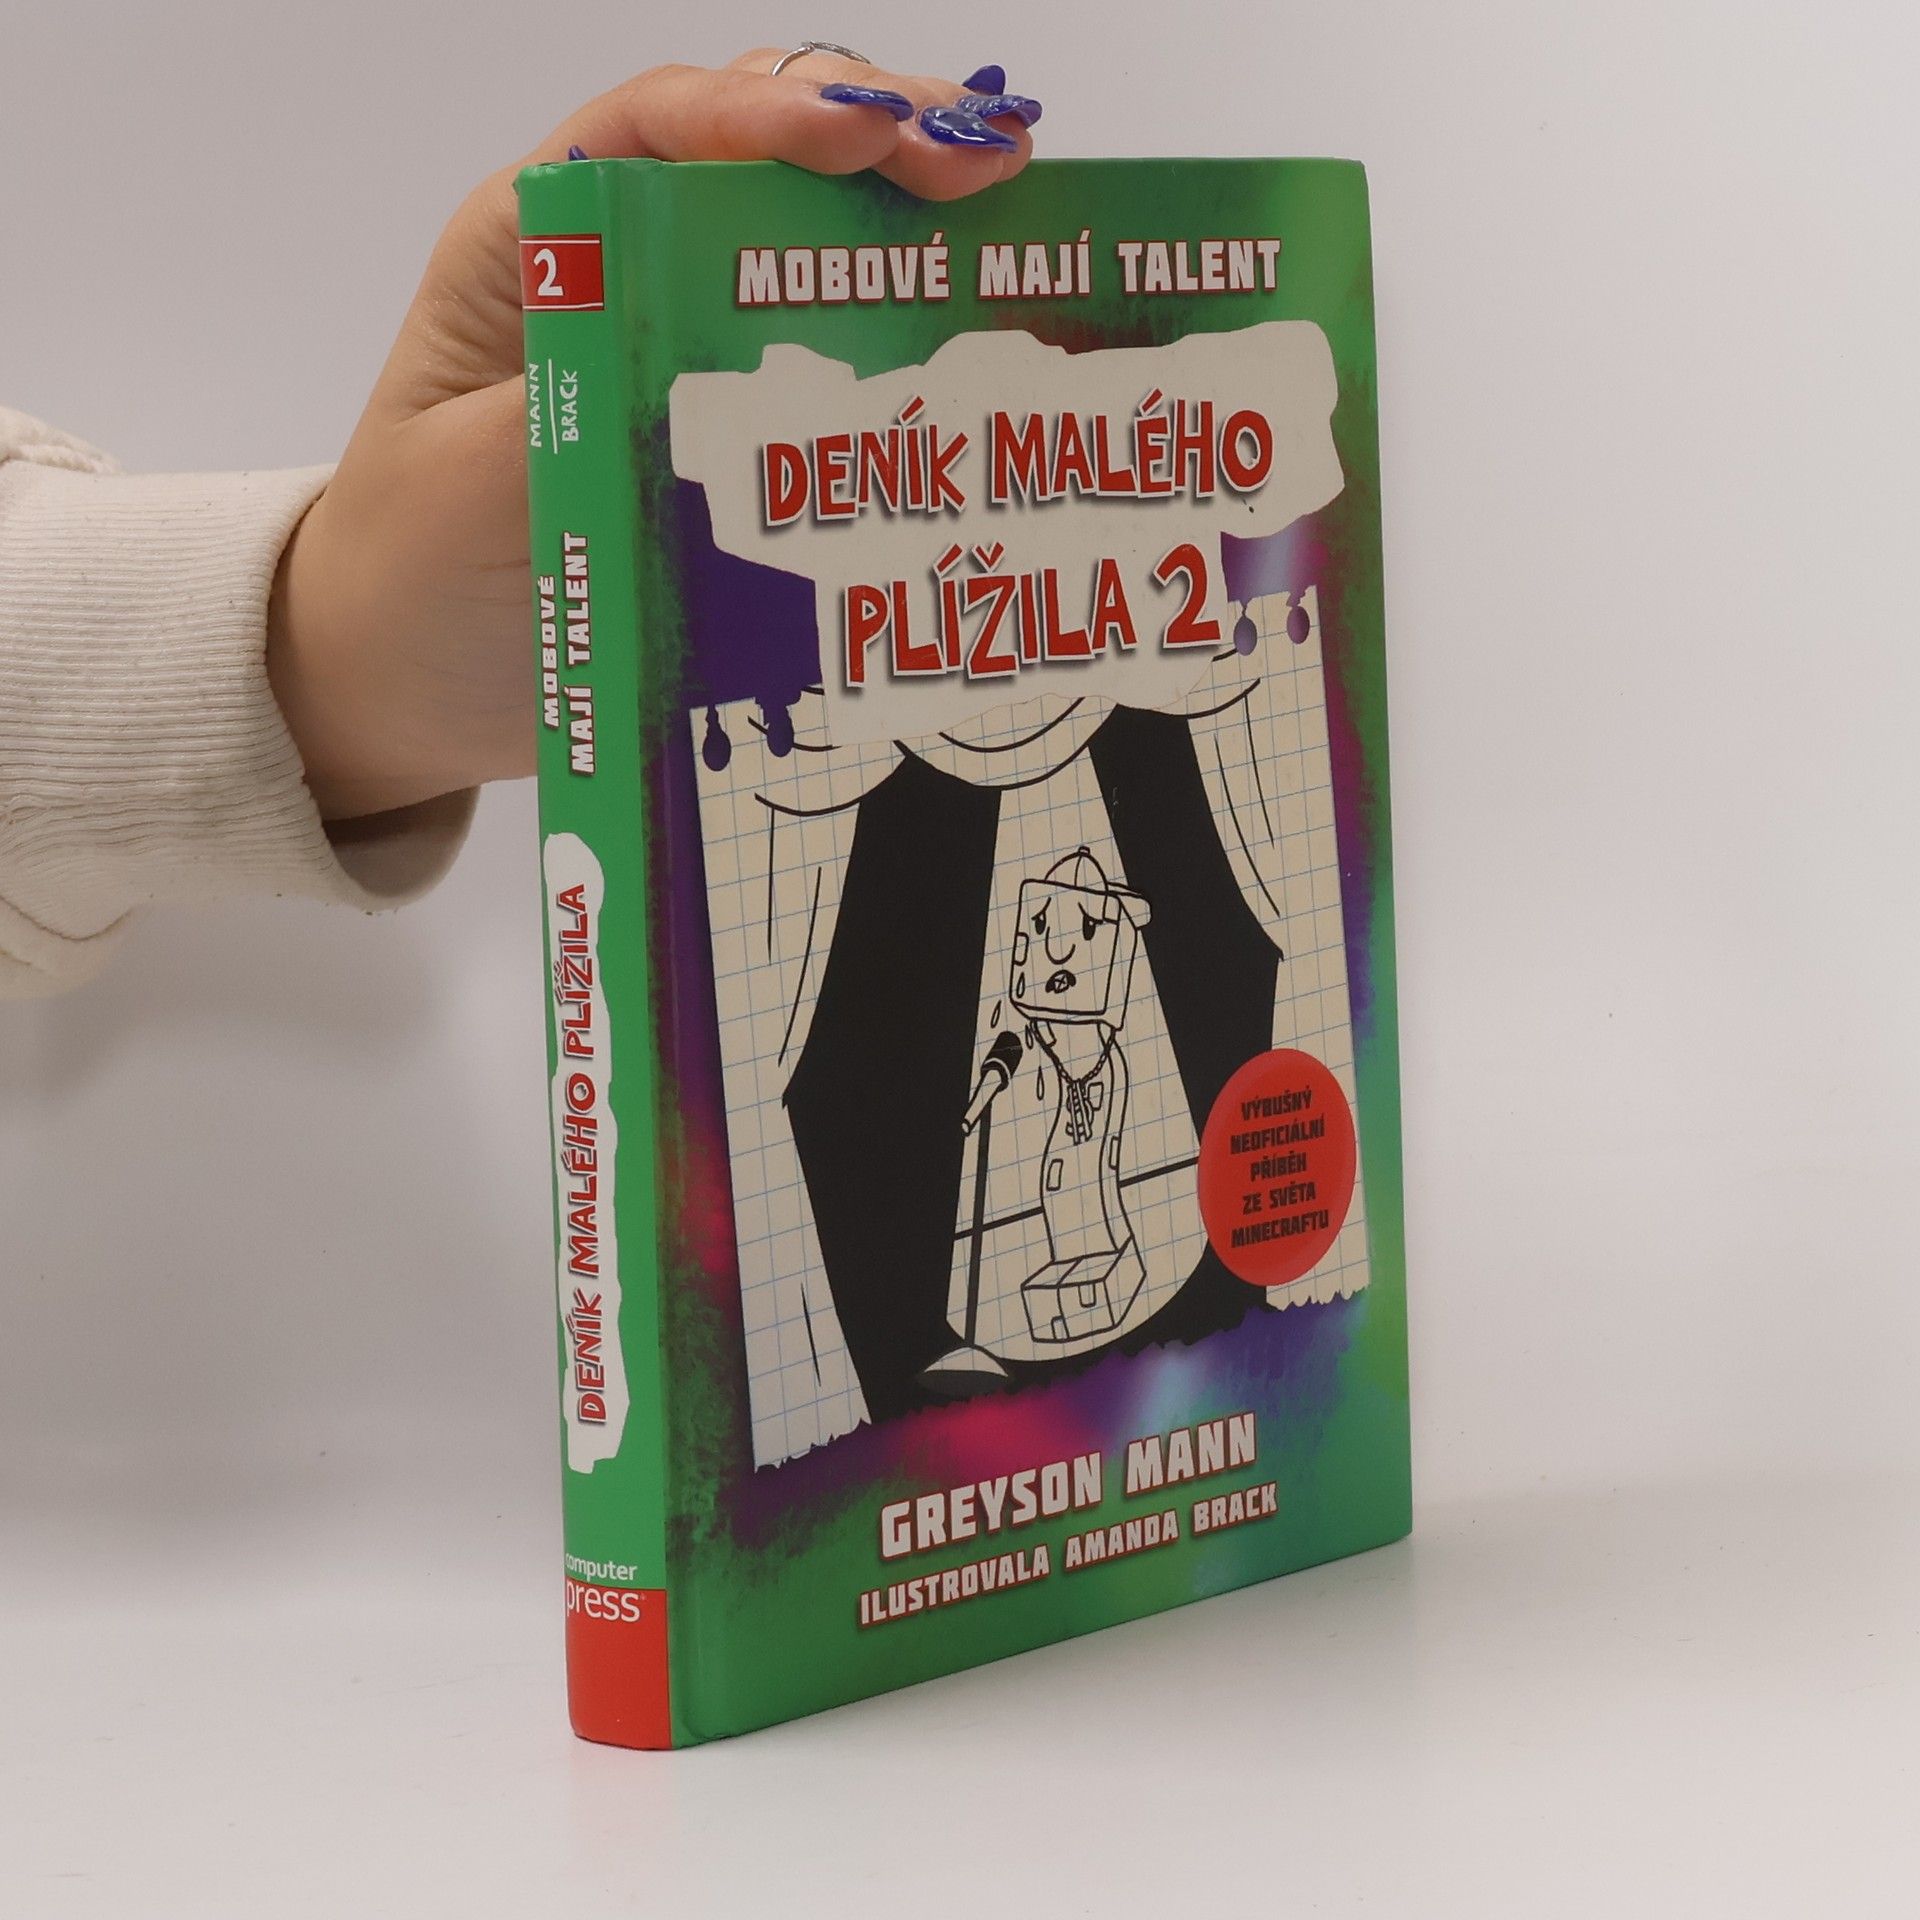 2
MANN
BRACK
MOBOVÉ
MAJÍ TALENT
DENÍK MALÉHO PLÍŽILA
computer
press
MOBOVÉ MAJÍ TALENT
DENÍK MALÉHO
PLÍŽILA 2
VÝBUŠNÝ
NEOFICIÁLNÍ
PŘÍBĚH
ZE SVĚTA
MINECRAFTU
GREYSON MANN
ILUSTROVALA AMANDA BRACK